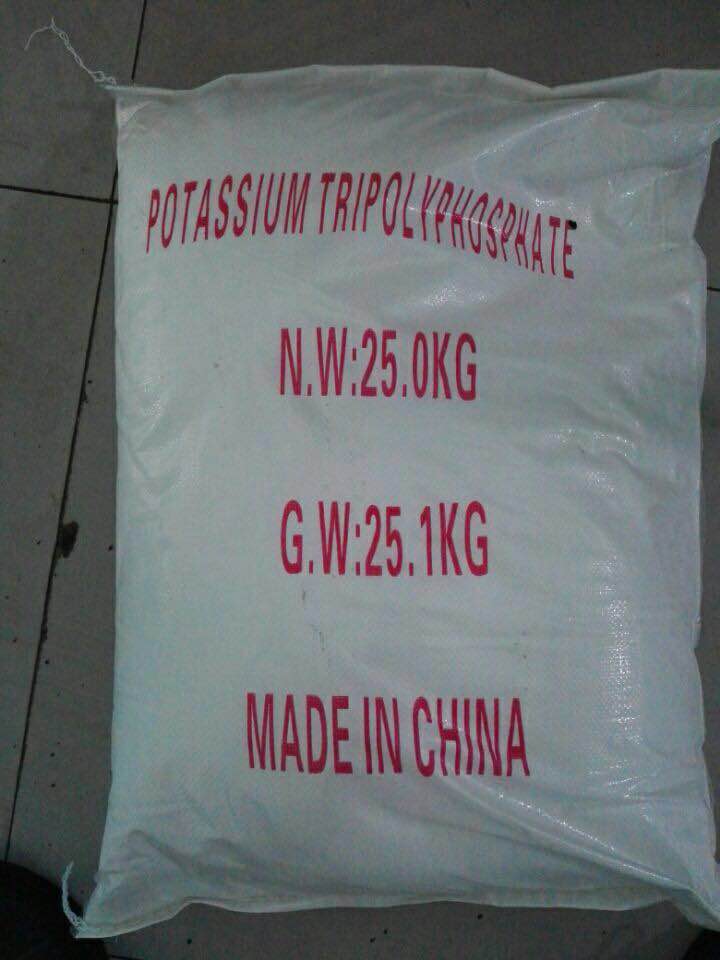 POTASSIUM TRIPOLYPHOSPHATE
N.W:25.0KG
G.W:25.1KG
MADE IN CHINA